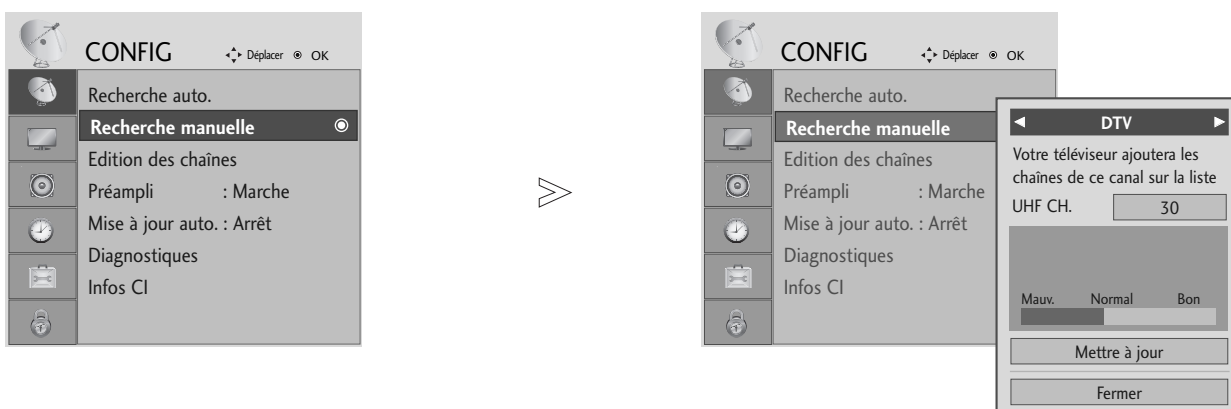 CONFIG
Déplacer OK
Recherche auto.
Recherche manuelle
Edition des chaînes
Préampli : Marche
Mise à jour auto. : Arrêt
Diagnostiques
Infos CI
CONFIG
Déplacer OK
Recherche auto.
Recherche manuelle
Edition des chaînes
Préampli : Marche
Mise à jour auto. : Arrêt
Diagnostiques
Infos CI
DTV
Votre téléviseur ajoutera les
chaînes de ce canal sur la liste
UHF CH. 30
Mauv. Normal Bon
Mettre à jour
Fermer